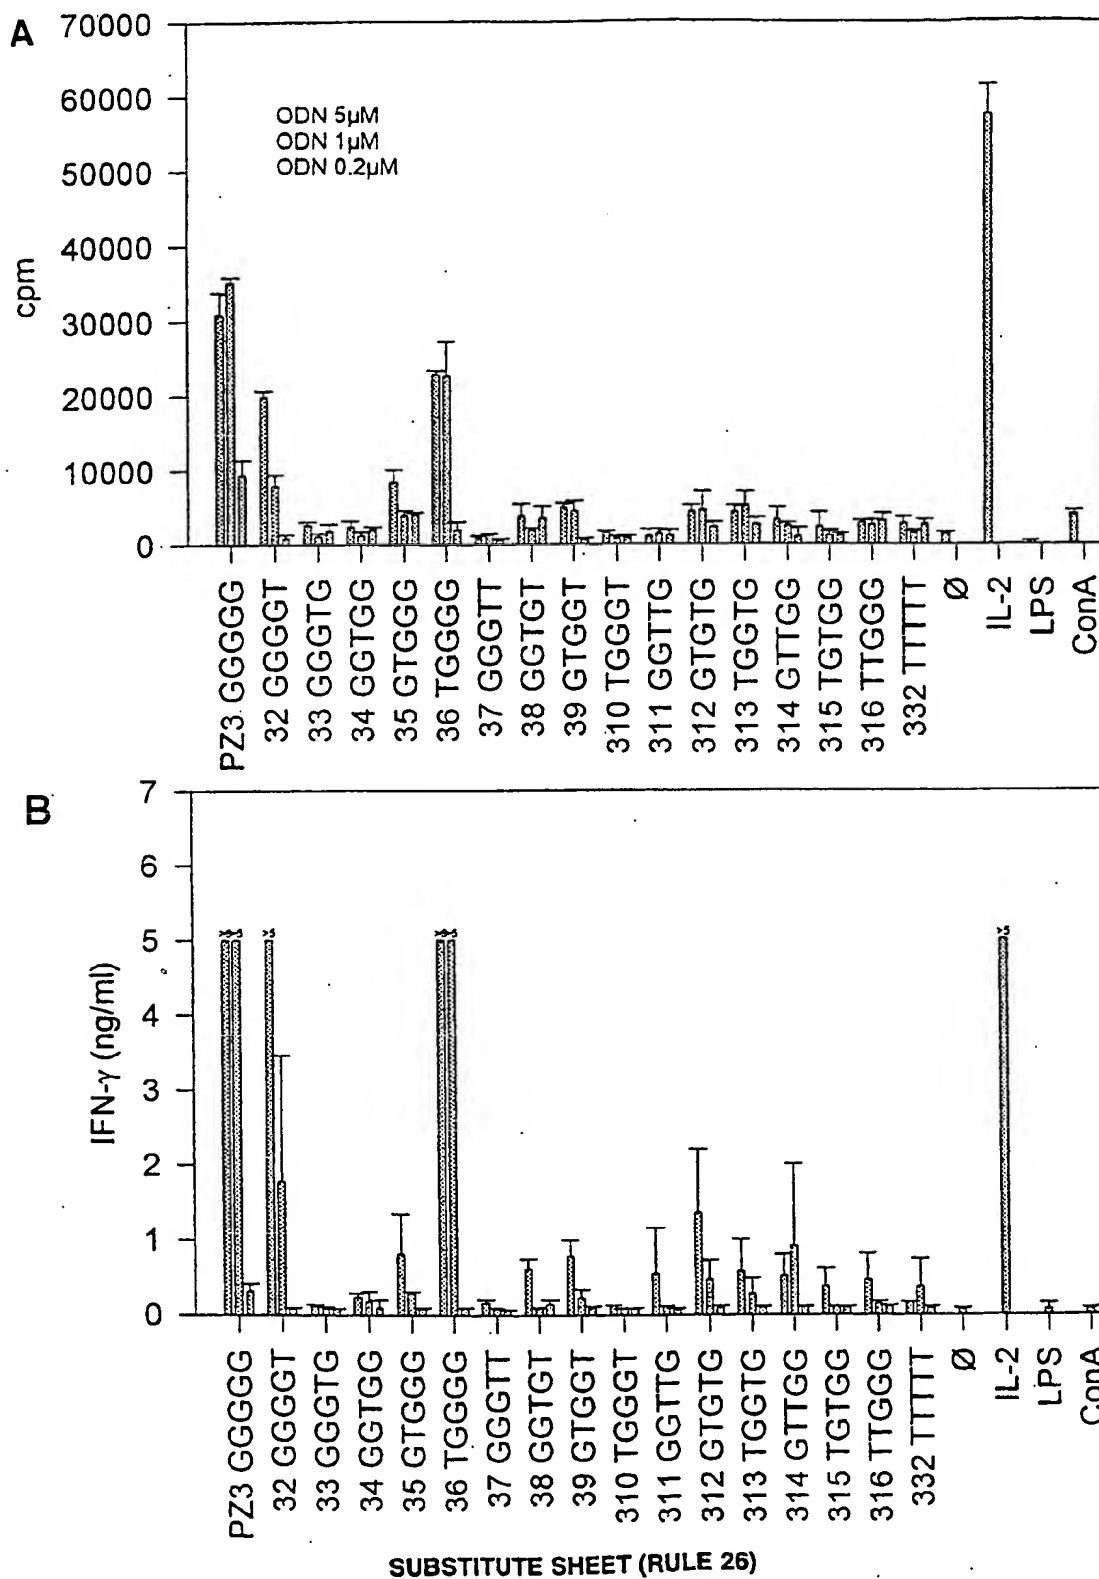 A
70000
60000
50000
40000
30000
20000
10000
0
cpm
ODN 5µM
ODN 1µM
ODN 0.2µM
PZ3 GGGGG
32 GGGGT
33 GGGTG
34 GGTGG
35 GTGGG
36 TGGGG
37 GGGTT
38 GGTGT
39 GTGGT
310 TGGGT
311 GGTTG
312 GTGTG
313 TGGTG
314 GTTGG
315 TGTGG
316 TTGGG
332 TTTTT
Ø
IL-2
LPS
ConA
B
7
6
5
4
3
2
1
0
IFN-γ (ng/ml)
>5
>5
>5
PZ3 GGGGG
32 GGGGT
33 GGGTG
34 GGTGG
35 GTGGG
36 TGGGG
37 GGGTT
38 GGTGT
39 GTGGT
310 TGGGT
311 GGTTG
312 GTGTG
313 TGGTG
314 GTTGG
315 TGTGG
316 TTGGG
332 TTTTT
Ø
IL-2
LPS
ConA
SUBSTITUTE SHEET (RULE 26)